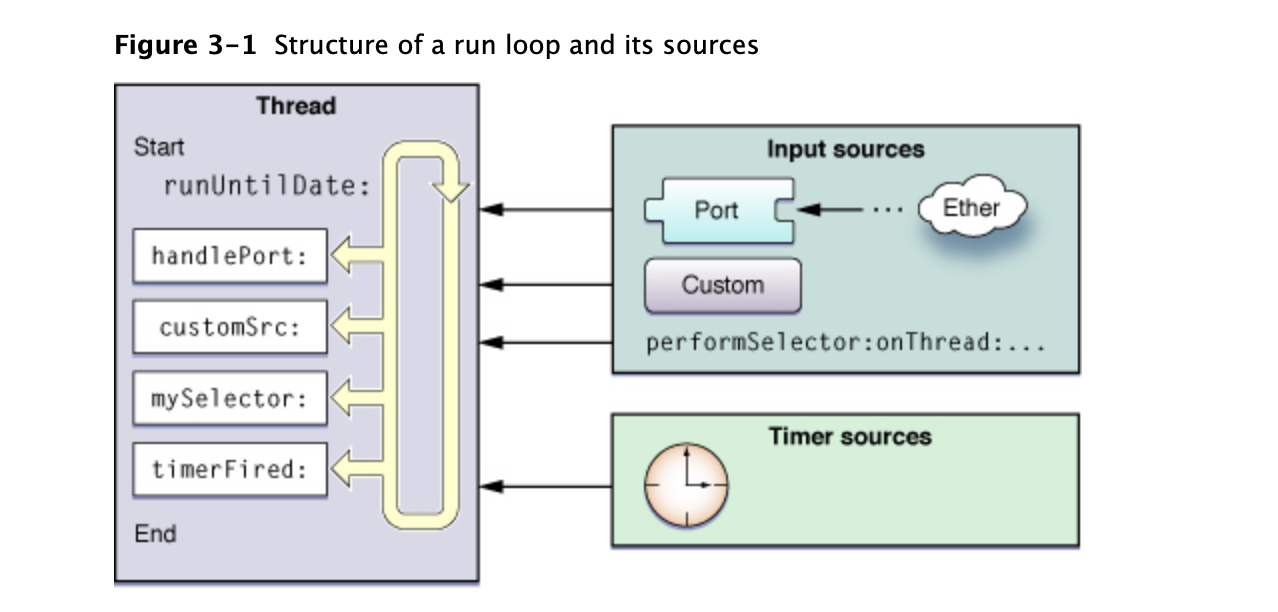 Figure 3-1 Structure of a run loop and its sources
Thread
Start
runUntilDate:
handlePort:
customSrc:
mySelector:
timerFired:
End
Input sources
Port
... Ether
Custom
performSelector:onThread:...
Timer sources